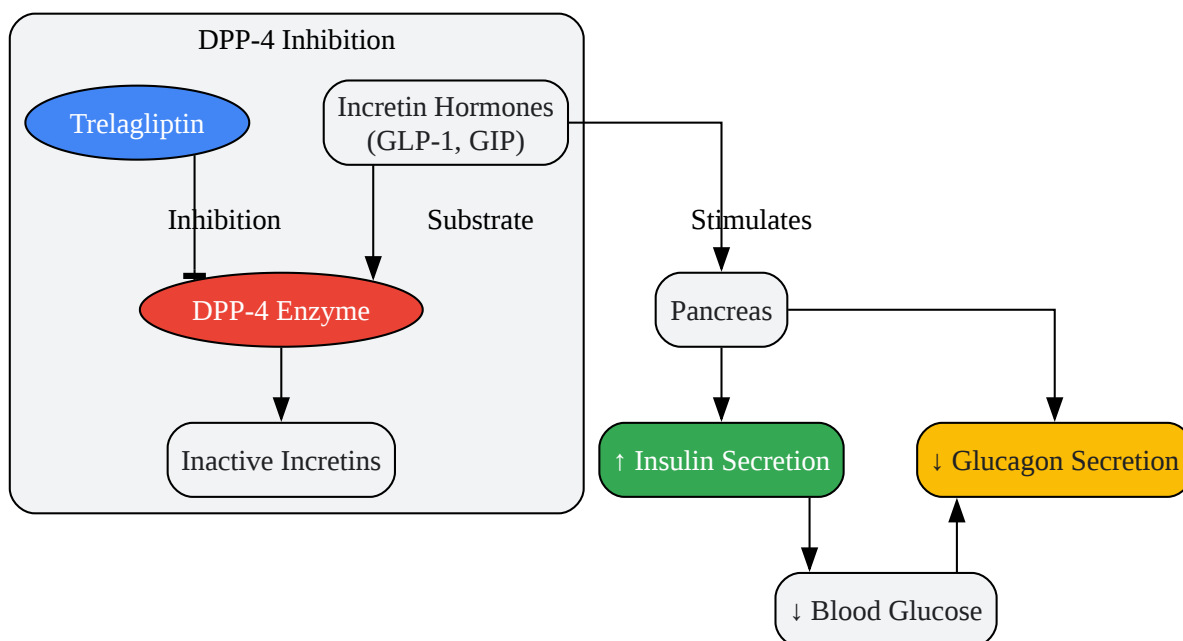 DPP-4 Inhibition
Trelagliptin
Incretin Hormones
(GLP-1, GIP)
Inhibition
Substrate
Stimulates
DPP-4 Enzyme
Pancreas
Inactive Incretins
↑ Insulin Secretion
↓ Glucagon Secretion
↓ Blood Glucose